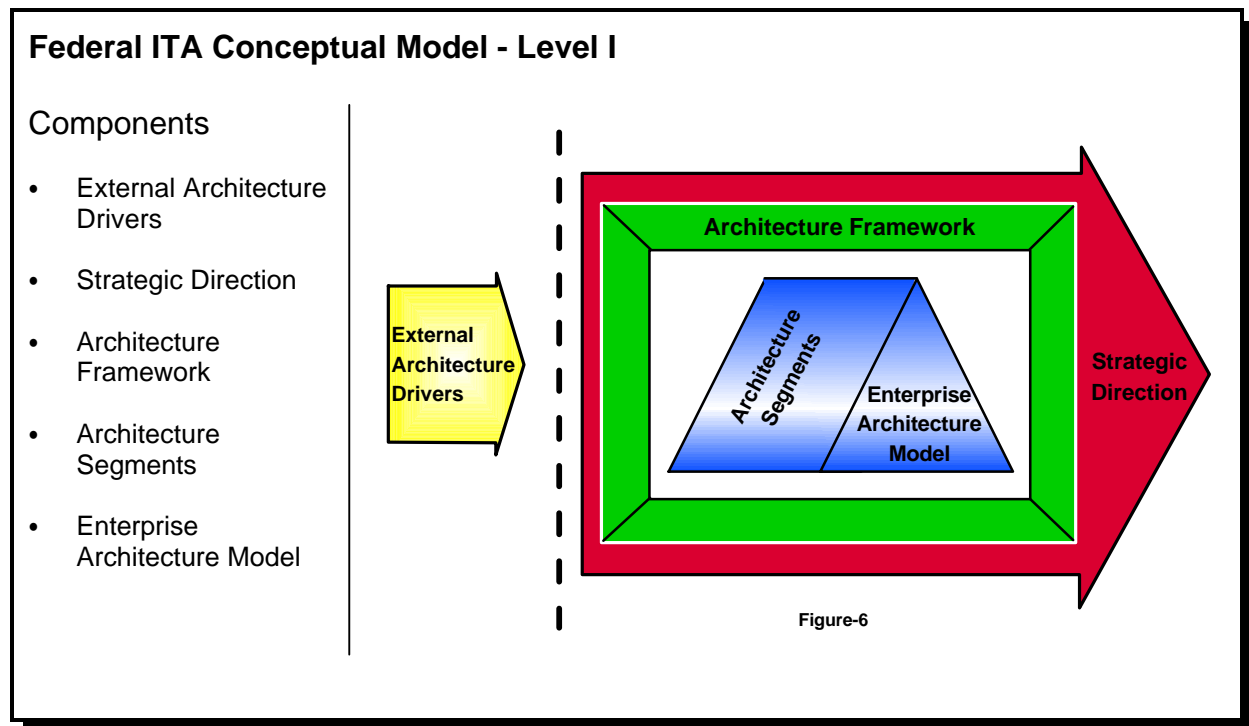 Federal ITA Conceptual Model - Level I
Components
• External Architecture
Drivers
• Strategic Direction
• Architecture
Framework
• Architecture
Segments
• Enterprise
Architecture Model
External
Architecture
Drivers
Architecture Framework
Architecture
Segments
Enterprise
Architecture
Model
Strategic
Direction
Figure-6